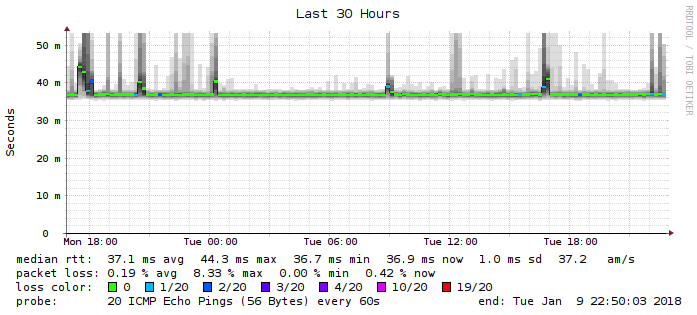 Last 30 Hours
RRDTOOL / TOBI OETIKER
Seconds
50 m
40 m
30 m
20 m
10 m
0
Mon 18:00 Tue 00:00 Tue 06:00 Tue 12:00 Tue 18:00
median rtt: 37.1 ms avg 44.3 ms max 36.7 ms min 36.9 ms now 1.0 ms sd 37.2 am/s
packet loss: 0.19 % avg 8.33 % max 0.00 % min 0.42 % now
loss color: 0 1/20 2/20 3/20 4/20 10/20 19/20
probe: 20 ICMP Echo Pings (56 Bytes) every 60s end: Tue Jan 9 22:50:03 2018